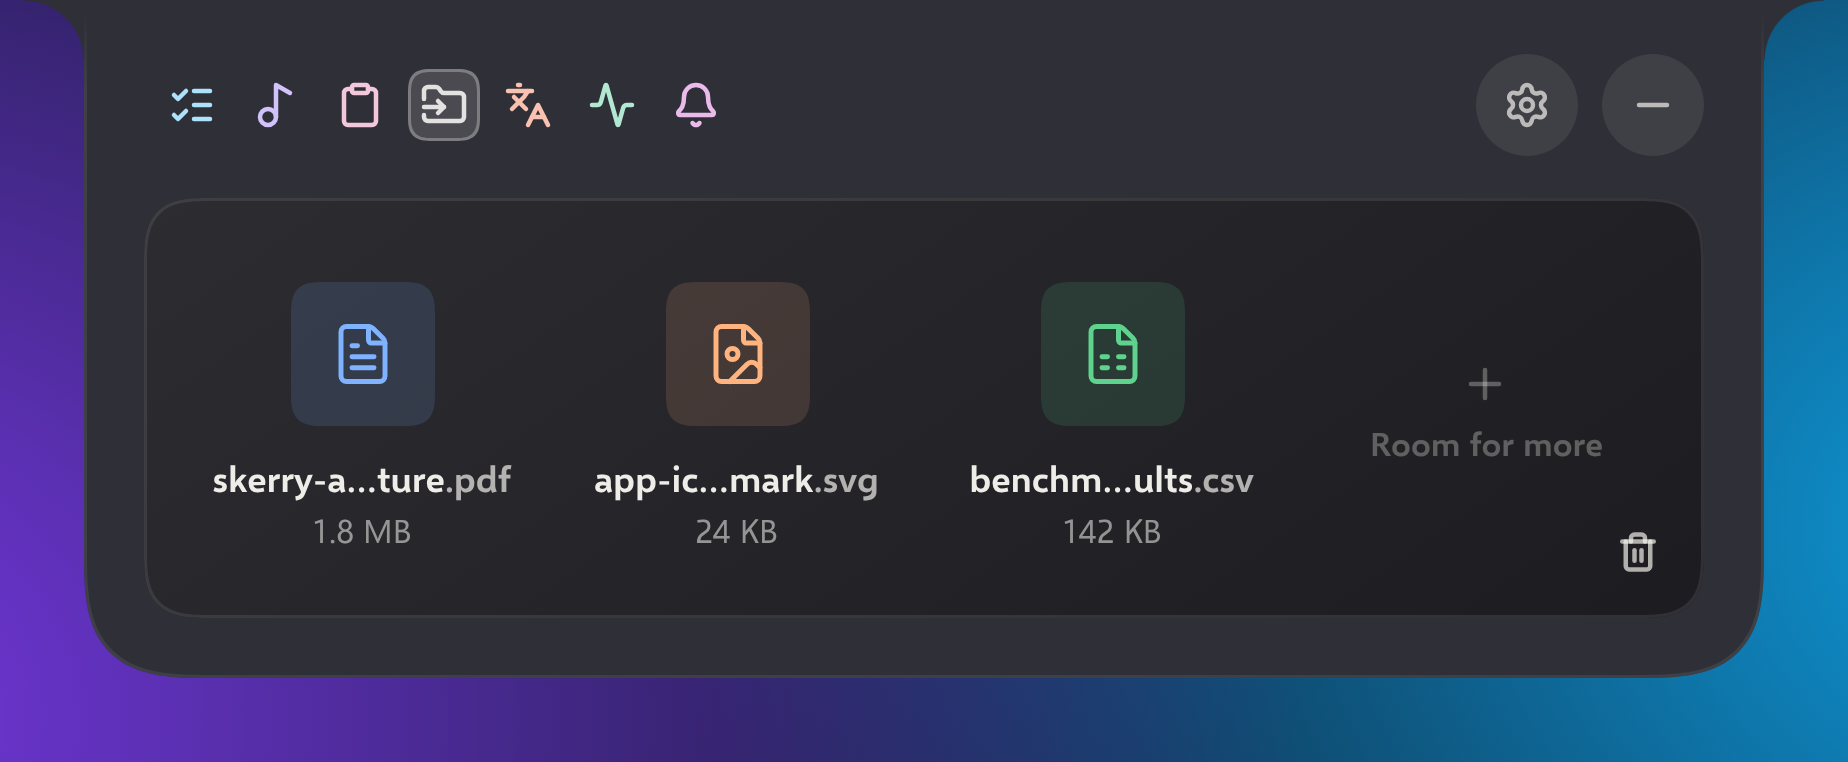 skerry-a...ture.pdf
1.8 MB
app-ic...mark.svg
24 KB
benchm...ults.csv
142 KB
Room for more